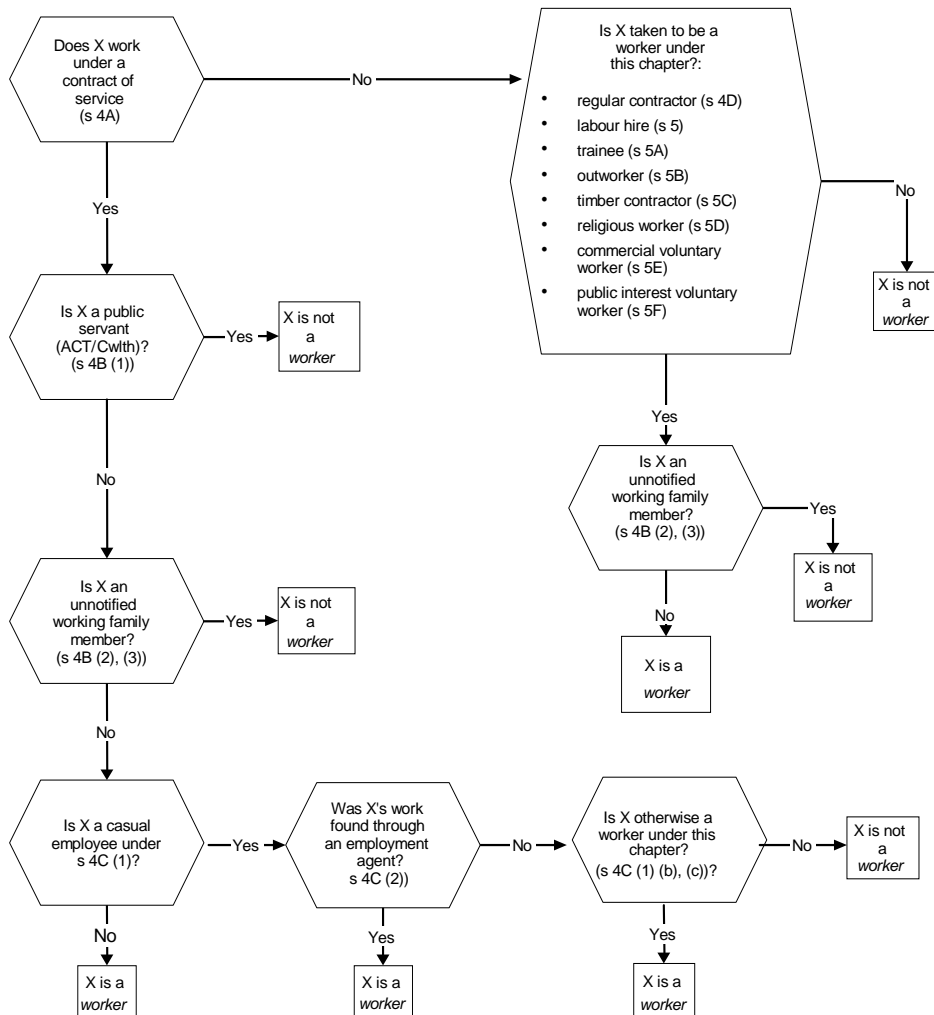 Does X work
under a
contract of
service
(s 4A)
No
Is X taken to be a
worker under
this chapter?:
• regular contractor (s 4D)
• labour hire (s 5)
• trainee (s 5A)
• outworker (s 5B)
• timber contractor (s 5C)
• religious worker (s 5D)
• commercial voluntary
worker (s 5E)
• public interest voluntary
worker (s 5F)
No
X is not
a
worker
Yes
Is X a public
servant
(ACT/Cwlth)?
(s 4B (1))
Yes
X is not
a
worker
Yes
Is X an
unnotified
working family
member?
(s 4B (2), (3))
Yes
X is not
a
worker
No
X is a
worker
No
Is X an
unnotified
working family
member?
(s 4B (2), (3))
Yes
X is not
a
worker
No
Is X a casual
employee under
s 4C (1)?
Yes
Was X's work
found through
an employment
agent?
s 4C (2))
No
Is X otherwise a
worker under this
chapter?
(s 4C (1) (b), (c))?
No
X is not
a
worker
No
X is a
worker
Yes
X is a
worker
Yes
X is a
worker